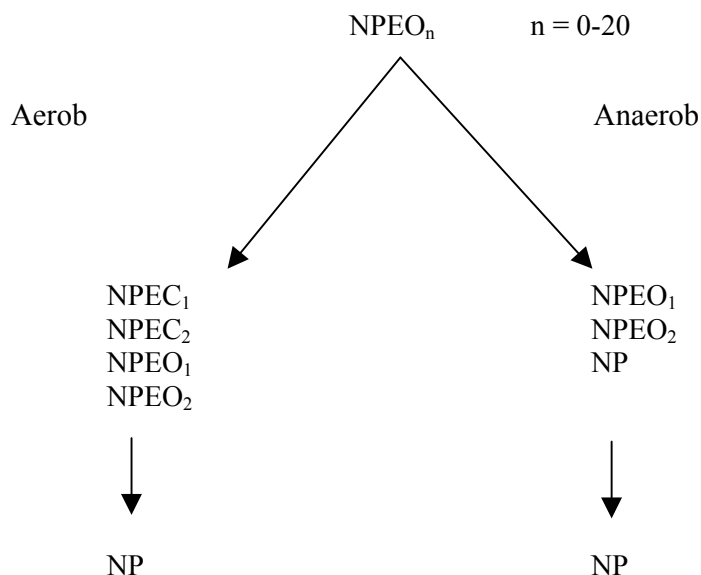 NPEOₙ n = 0-20
Aerob Anaerob
NPEC₁ NPEO₁
NPEC₂ NPEO₂
NPEO₁ NP
NPEO₂
NP NP